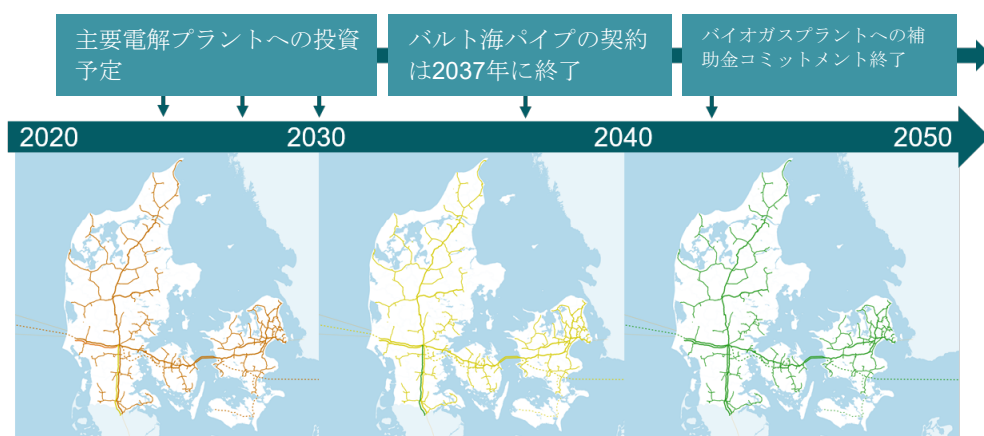 主要電解プラントへの投資
予定
バルト海パイプの契約
は2037年に終了
バイオガスプラントへの補
助金コミットメント終了
2020
2030
2040
2050